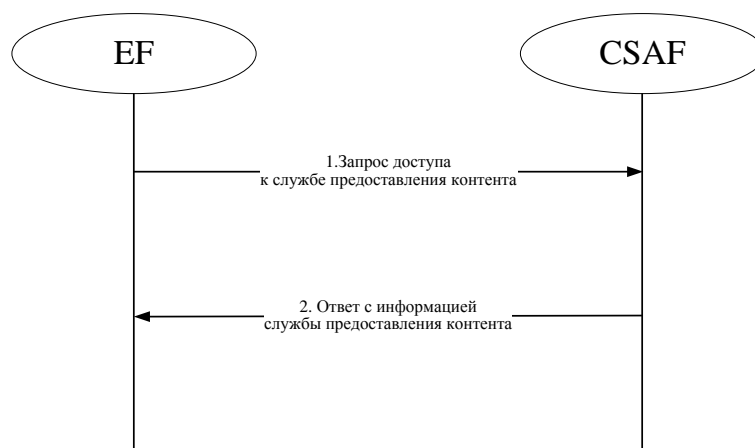 EF
CSAF
1.Запрос доступа
к службе предоставления контента
2. Ответ с информацией
службы предоставления контента